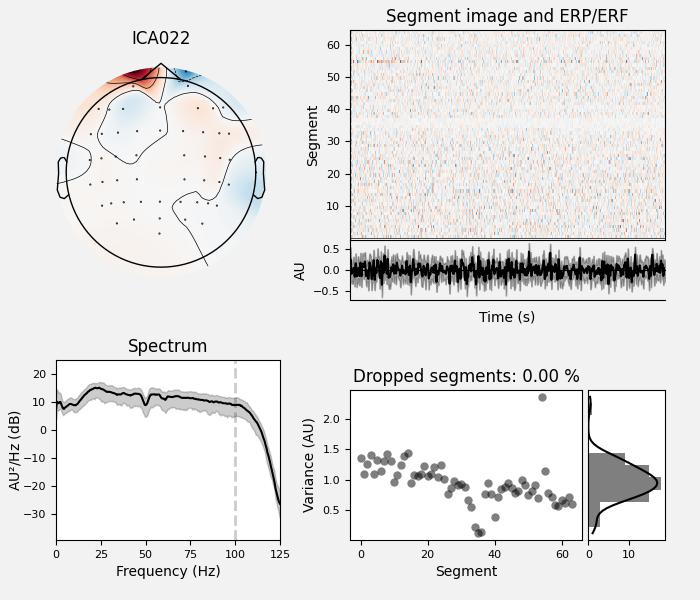 ICA022
Segment image and ERP/ERF
60
50
40
30
20
10
Segment
0.5
0.0
−0.5
AU
Time (s)
Spectrum
20
10
0
−10
−20
−30
AU²/Hz (dB)
0 25 50 75 100 125
Frequency (Hz)
Dropped segments: 0.00 %
2.0
1.5
1.0
0.5
Variance (AU)
0 20 40 60
Segment
0 10